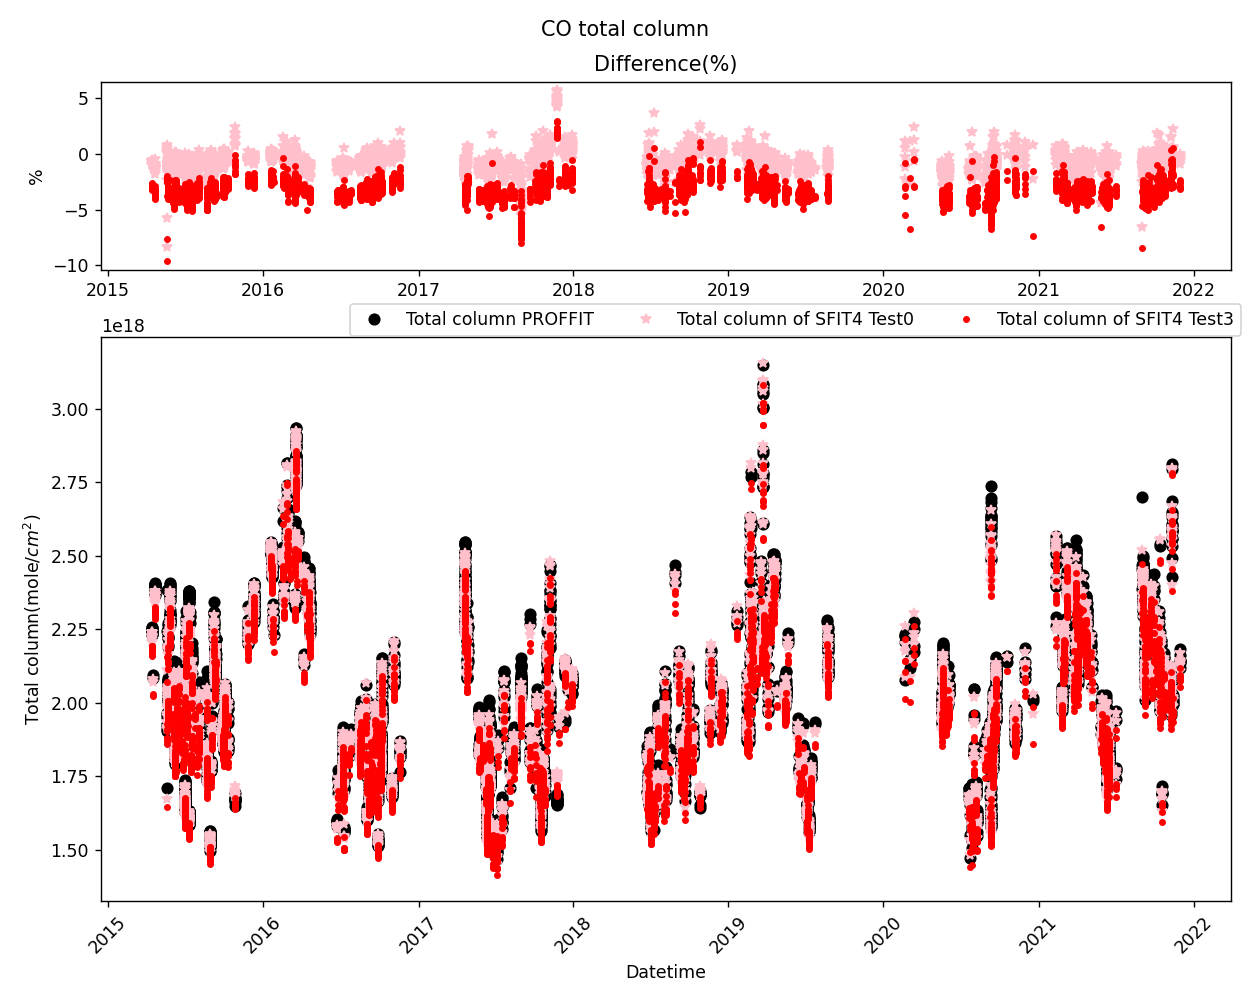 CO total column
Difference(%)
5
0
−5
−10
%
2015 2016 2017 2018 2019 2020 2021 2022
Total column PROFFIT Total column of SFIT4 Test0 Total column of SFIT4 Test3
1e18
3.00
2.75
2.50
2.25
2.00
1.75
1.50
Total column(mole/cm²)
2015 2016 2017 2018 2019 2020 2021 2022
Datetime